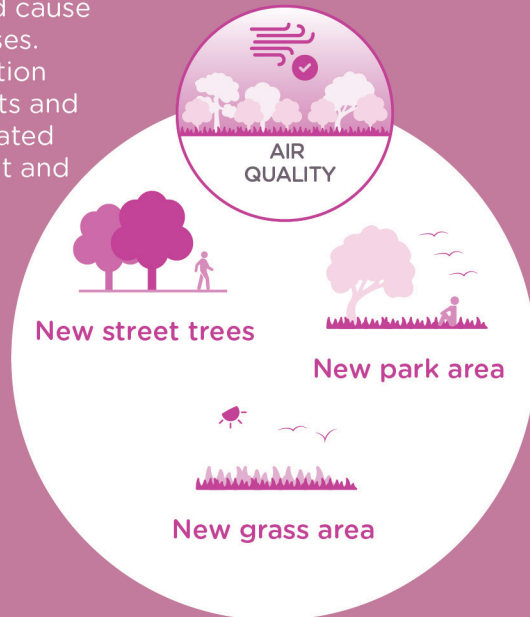 d cause
ses.
tion
ts and
ated
t and
AIR
QUALITY
New street trees
New park area
New grass area